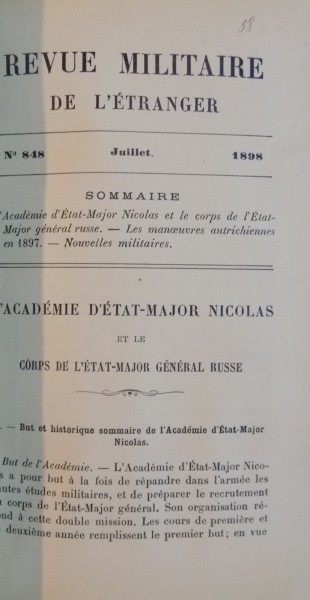 58
REVUE MILITAIRE
DE L'ÉTRANGER
N° 848 Juillet. 1898
SOMMAIRE
'Académie d'État-Major Nicolas et le corps de l'État-
Major général russe. — Les manœuvres autrichiennes
en 1897. — Nouvelles militaires.
'ACADÉMIE D'ÉTAT-MAJOR NICOLAS
ET LE
CORPS DE L'ÉTAT-MAJOR GÉNÉRAL RUSSE
. — But et historique sommaire de l'Académie d'État-Major
Nicolas.
But de l'Académie. — L'Académie d'État-Major Nico-
s a pour but à la fois de répandre dans l'armée les
utes études militaires, et de préparer le recrutement
corps de l'État-Major général. Son organisation ré-
ond à cette double mission. Les cours de première et
deuxième année remplissent le premier but; en vue